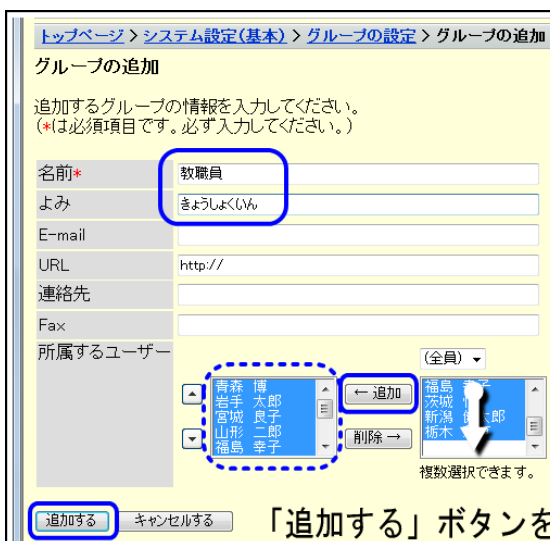 トップページ > システム設定(基本) > グループの設定 > グループの追加
グループの追加
追加するグループの情報を入力してください。
(*は必須項目です。必ず入力してください。)
名前* 教職員
よみ きょうしょくいん
E-mail
URL http://
連絡先
Fax
所属するユーザー
(全員)
青森 博
岩手 太郎
宮城 良子
山形 二郎
福島 幸子
← 追加
削除 →
福島 子
茨城
新潟 郎
栃木
複数選択できます。
追加する キャンセルする 「追加する」ボタンを